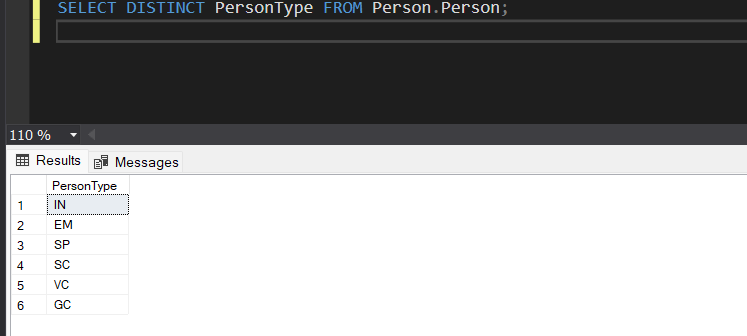 SELECT DISTINCT PersonType FROM Person.Person;
110 %
Results Messages
PersonType
1 IN
2 EM
3 SP
4 SC
5 VC
6 GC